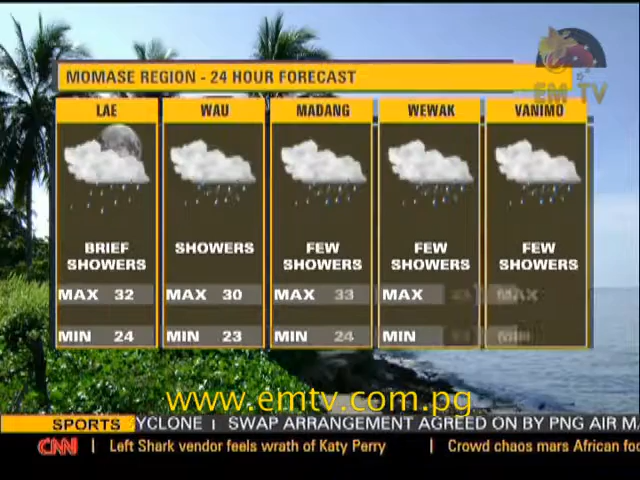 EM TV
MOMASE REGION - 24 HOUR FORECAST
LAE
WAU
MADANG
WEWAK
VANIMO
BRIEF SHOWERS
SHOWERS
FEW SHOWERS
FEW SHOWERS
FEW SHOWERS
MAX 32
MAX 30
MAX 33
MAX
MAX
MIN 24
MIN 23
MIN 24
MIN
www.emtv.com.pg
SPORTS YCLONE | SWAP ARRANGEMENT AGREED ON BY PNG AIR MA
CNN | Left Shark vendor feels wrath of Katy Perry | Crowd chaos mars African foo